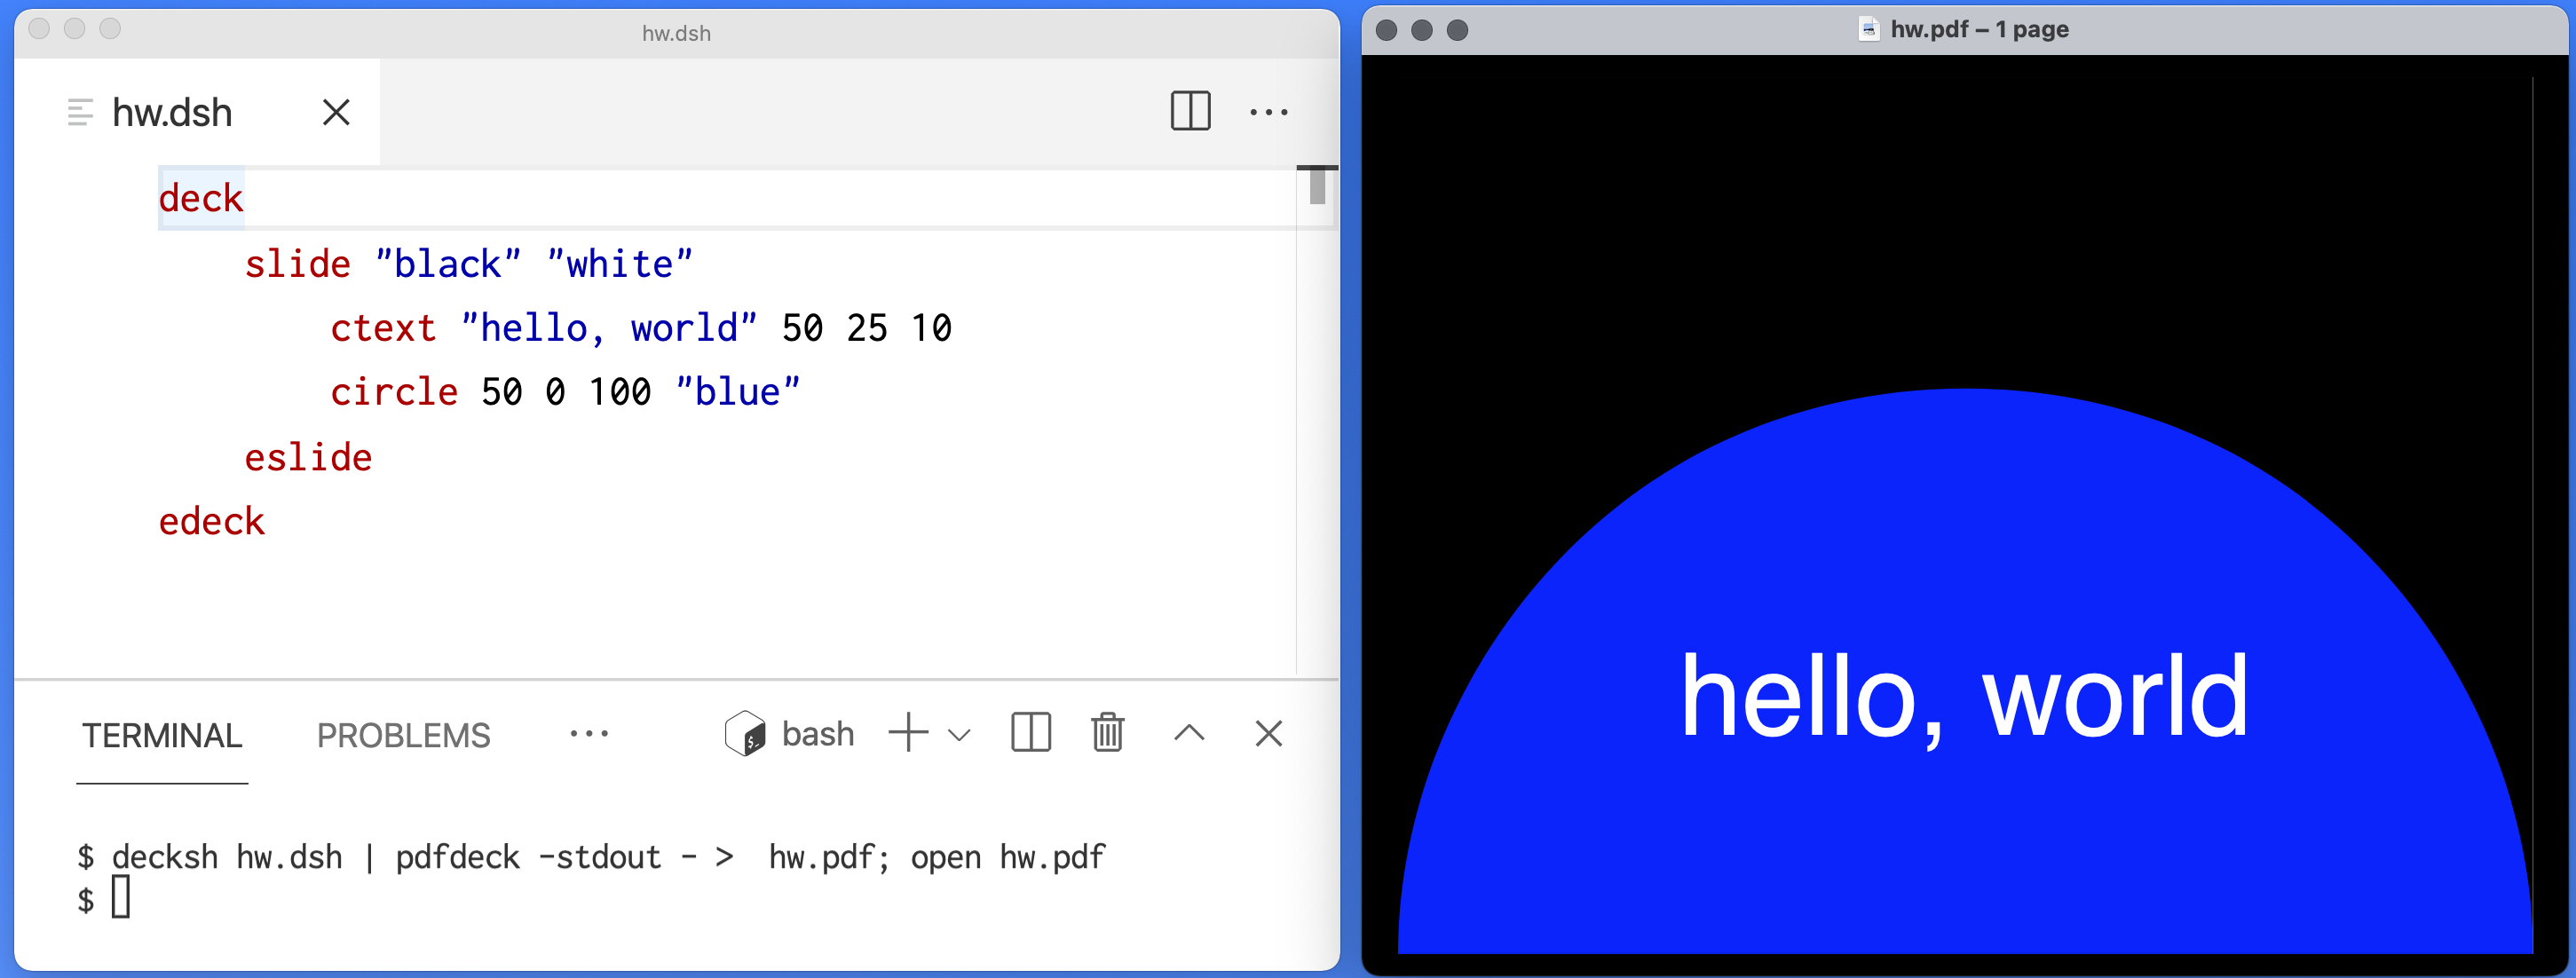 hw.dsh
hw.dsh
deck
slide "black" "white"
ctext "hello, world" 50 25 10
circle 50 0 100 "blue"
eslide
edeck
TERMINAL PROBLEMS ... bash
$ decksh hw.dsh | pdfdeck -stdout - >  hw.pdf; open hw.pdf
$
hw.pdf – 1 page
hello, world